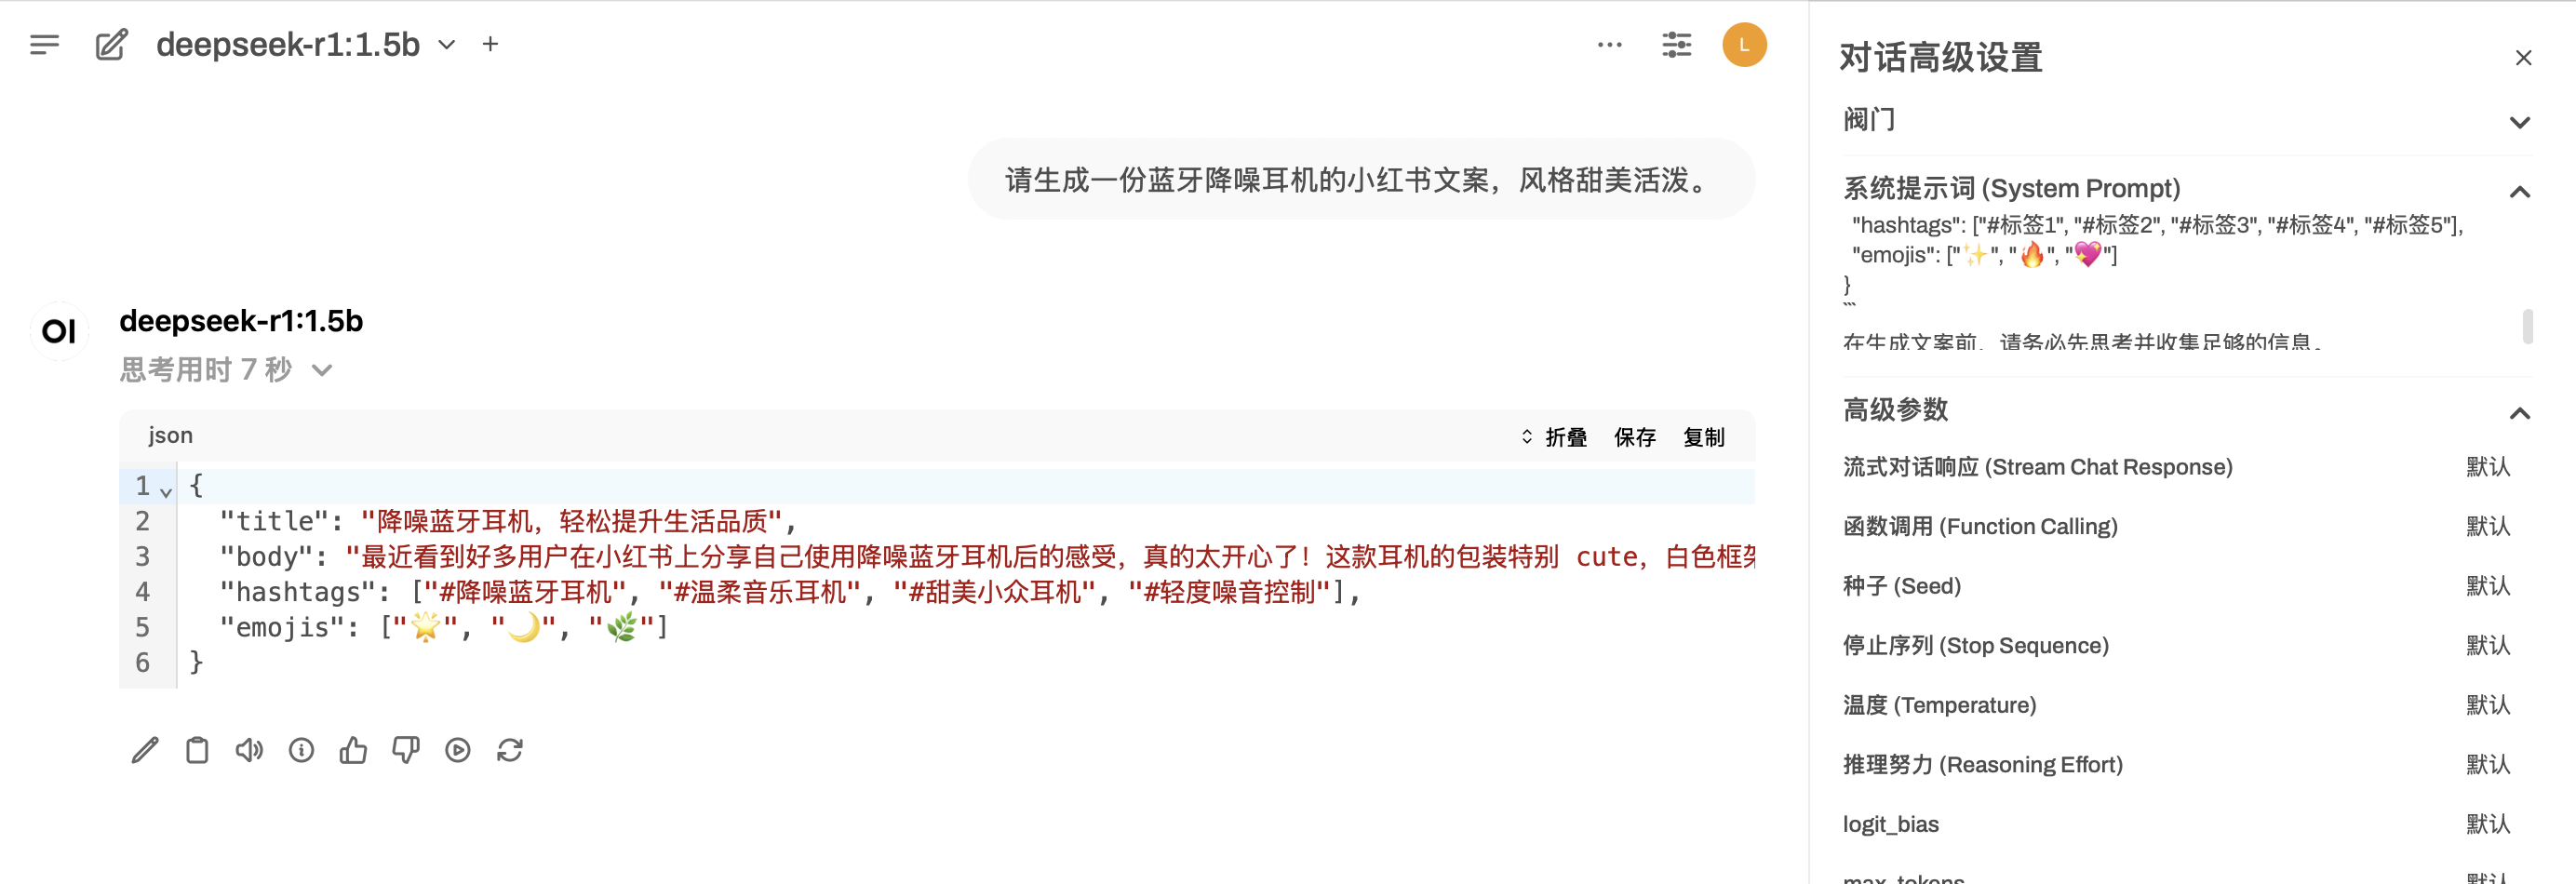 deepseek-r1:1.5b
L
请生成一份蓝牙降噪耳机的小红书文案，风格甜美活泼。
OI
deepseek-r1:1.5b
思考用时 7 秒
json
折叠 保存 复制
1 {
2 "title": "降噪蓝牙耳机，轻松提升生活品质",
3 "body": "最近看到好多用户在小红书上分享自己使用降噪蓝牙耳机后的感受，真的太开心了！这款耳机的包装特别 cute，白色框架
4 "hashtags": ["#降噪蓝牙耳机", "#温柔音乐耳机", "#甜美小众耳机", "#轻度噪音控制"],
5 "emojis": ["🌟", "🌙", "🌿"]
6 }
对话高级设置
阀门
系统提示词 (System Prompt)
"hashtags": ["#标签1", "#标签2", "#标签3", "#标签4", "#标签5"],
"emojis": ["✨", "🔥", "💖"]
}
```
在生成文案前，请务必先思考并收集足够的信息。
高级参数
流式对话响应 (Stream Chat Response) 默认
函数调用 (Function Calling) 默认
种子 (Seed) 默认
停止序列 (Stop Sequence) 默认
温度 (Temperature) 默认
推理努力 (Reasoning Effort) 默认
logit_bias 默认
max_tokens 默认